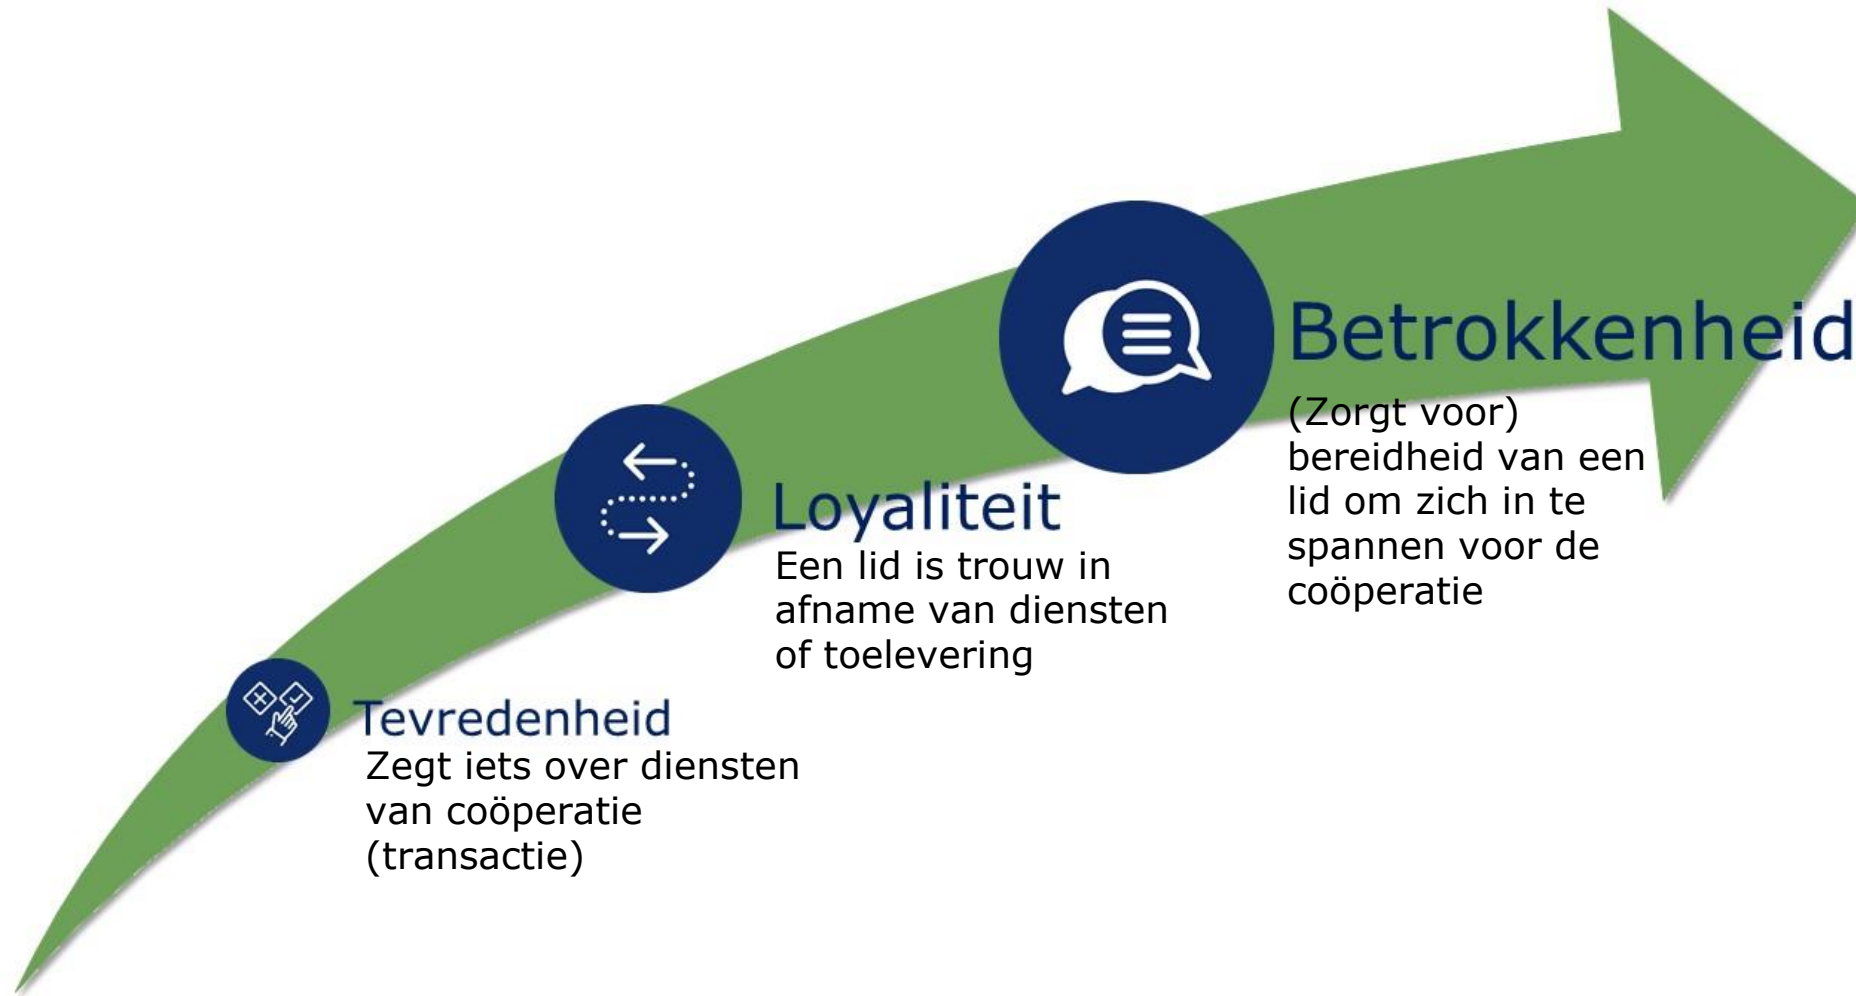 Betrokkenheid
(Zorgt voor)
bereidheid van een
lid om zich in te
spannen voor de
coöperatie
Loyaliteit
Een lid is trouw in
afname van diensten
of toelevering
Tevredenheid
Zegt iets over diensten
van coöperatie
(transactie)